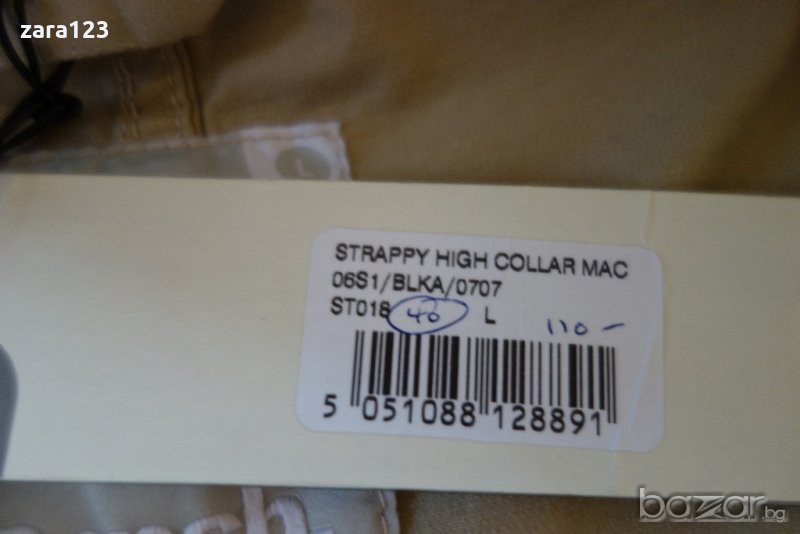 zara123
STRAPPY HIGH COLLAR MAC
06S1/BLKA/0707
ST018 40 L 110-
5 051088 128891
bazar.bg